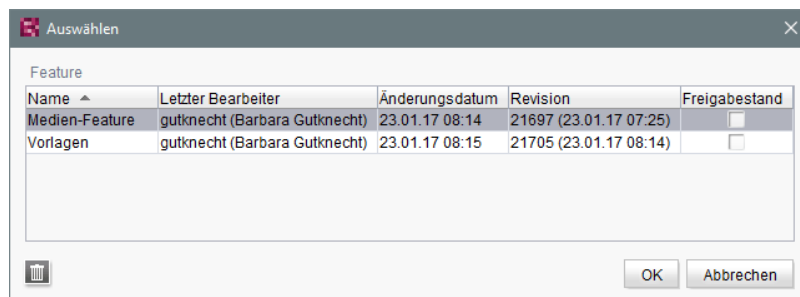 Auswählen
Feature
Name Letzter Bearbeiter Änderungsdatum Revision Freigabestand
Medien-Feature gutknecht (Barbara Gutknecht) 23.01.17 08:14 21697 (23.01.17 07:25)
Vorlagen gutknecht (Barbara Gutknecht) 23.01.17 08:15 21705 (23.01.17 08:14)
OK Abbrechen